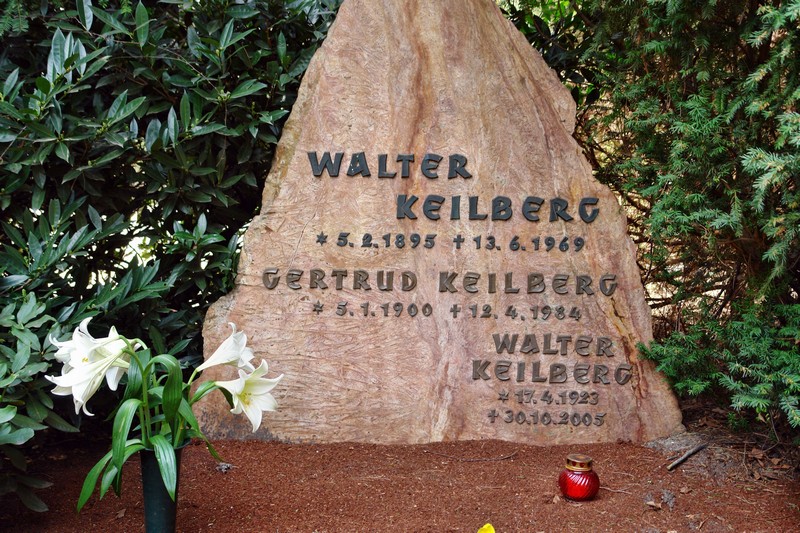 WALTER
KEILBERG
* 5. 2. 1895 ✝ 13. 6. 1969
GERTRUD KEILBERG
* 5. 1. 1900 ✝ 12. 4. 1984
WALTER
KEILBERG
* 17. 4. 1923
✝ 30. 10. 2005